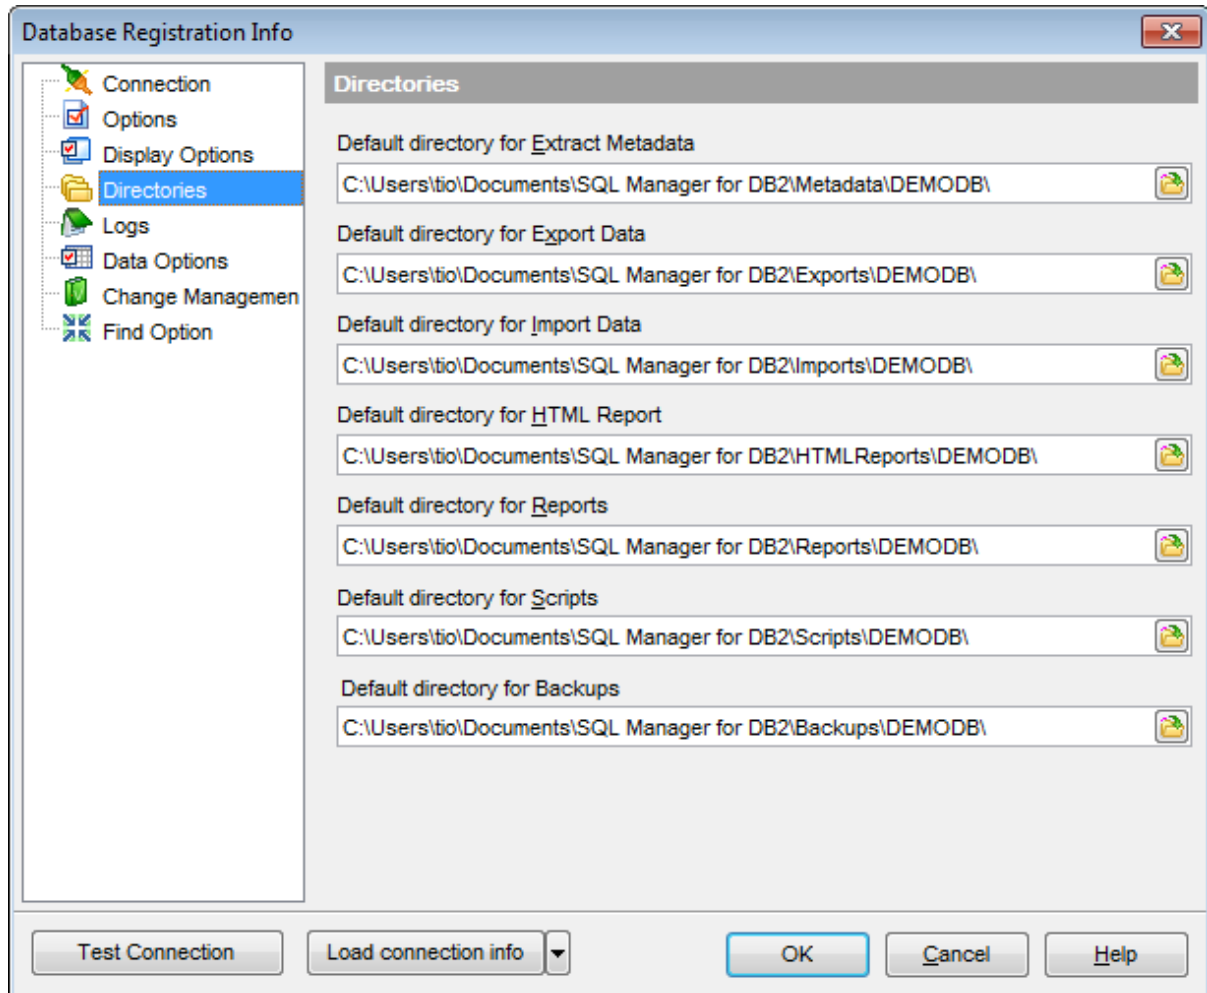 Database Registration Info
Connection
Options
Display Options
Directories
Logs
Data Options
Change Managemen
Find Option
Directories
Default directory for Extract Metadata
C:\Users\tio\Documents\SQL Manager for DB2\Metadata\DEMODB\
Default directory for Export Data
C:\Users\tio\Documents\SQL Manager for DB2\Exports\DEMODB\
Default directory for Import Data
C:\Users\tio\Documents\SQL Manager for DB2\Imports\DEMODB\
Default directory for HTML Report
C:\Users\tio\Documents\SQL Manager for DB2\HTMLReports\DEMODB\
Default directory for Reports
C:\Users\tio\Documents\SQL Manager for DB2\Reports\DEMODB\
Default directory for Scripts
C:\Users\tio\Documents\SQL Manager for DB2\Scripts\DEMODB\
Default directory for Backups
C:\Users\tio\Documents\SQL Manager for DB2\Backups\DEMODB\
Test Connection Load connection info OK Cancel Help